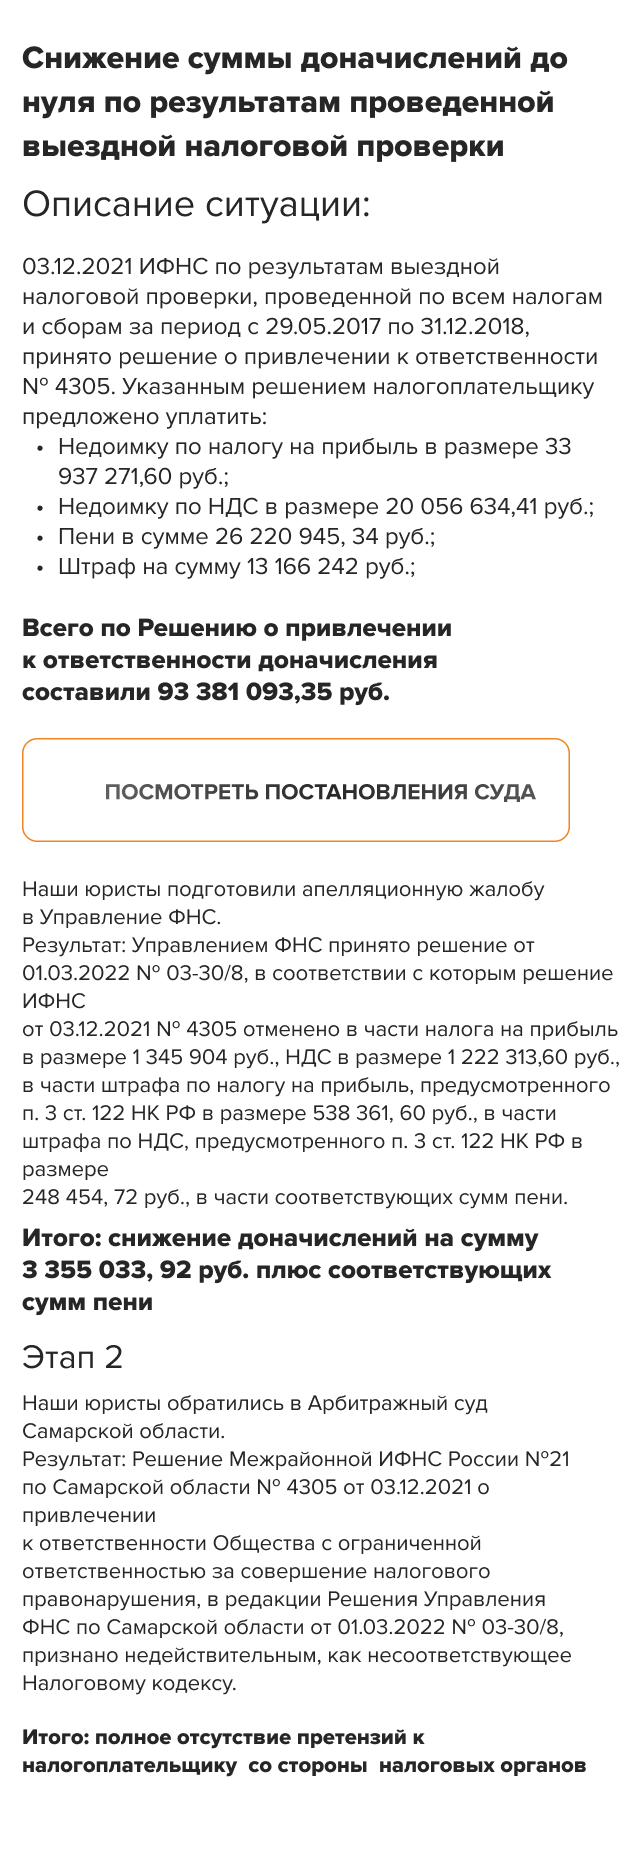 Снижение суммы доначислений до
нуля по результатам проведенной
выездной налоговой проверки
Описание ситуации:
03.12.2021 ИФНС по результатам выездной
налоговой проверки, проведенной по всем налогам
и сборам за период с 29.05.2017 по 31.12.2018,
принято решение о привлечении к ответственности
№ 4305. Указанным решением налогоплательщику
предложено уплатить:
• Недоимку по налогу на прибыль в размере 33
937 271,60 руб.;
• Недоимку по НДС в размере 20 056 634,41 руб.;
• Пени в сумме 26 220 945, 34 руб.;
• Штраф на сумму 13 166 242 руб.;
Всего по Решению о привлечении
к ответственности доначисления
составили 93 381 093,35 руб.
ПОСМОТРЕТЬ ПОСТАНОВЛЕНИЯ СУДА
Наши юристы подготовили апелляционную жалобу
в Управление ФНС.
Результат: Управлением ФНС принято решение от
01.03.2022 № 03-30/8, в соответствии с которым решение
ИФНС
от 03.12.2021 № 4305 отменено в части налога на прибыль
в размере 1 345 904 руб., НДС в размере 1 222 313,60 руб.,
в части штрафа по налогу на прибыль, предусмотренного
п. 3 ст. 122 НК РФ в размере 538 361, 60 руб., в части
штрафа по НДС, предусмотренного п. 3 ст. 122 НК РФ в
размере
248 454, 72 руб., в части соответствующих сумм пени.
Итого: снижение доначислений на сумму
3 355 033, 92 руб. плюс соответствующих
сумм пени
Этап 2
Наши юристы обратились в Арбитражный суд
Самарской области.
Результат: Решение Межрайонной ИФНС России №21
по Самарской области № 4305 от 03.12.2021 о
привлечении
к ответственности Общества с ограниченной
ответственностью за совершение налогового
правонарушения, в редакции Решения Управления
ФНС по Самарской области от 01.03.2022 № 03-30/8,
признано недействительным, как несоответствующее
Налоговому кодексу.
Итого: полное отсутствие претензий к
налогоплательщику  со стороны  налоговых органов